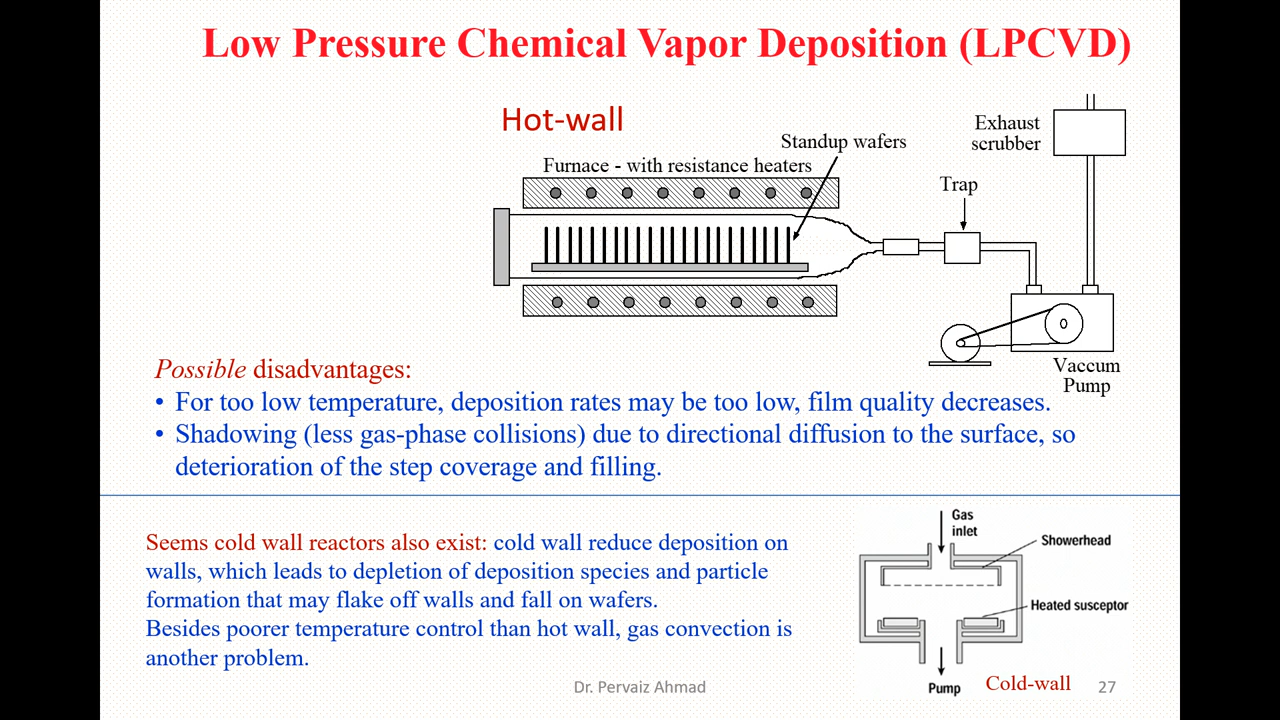 Low Pressure Chemical Vapor Deposition (LPCVD)
Hot-wall
Exhaust
scrubber
Standup wafers
Furnace - with resistance heaters
Trap
Vaccum
Pump
Possible disadvantages:
• For too low temperature, deposition rates may be too low, film quality decreases.
• Shadowing (less gas-phase collisions) due to directional diffusion to the surface, so
deterioration of the step coverage and filling.
Seems cold wall reactors also exist: cold wall reduce deposition on
walls, which leads to depletion of deposition species and particle
formation that may flake off walls and fall on wafers.
Besides poorer temperature control than hot wall, gas convection is
another problem.
Gas
inlet
Showerhead
Heated susceptor
Pump
Cold-wall
Dr. Pervaiz Ahmad
27